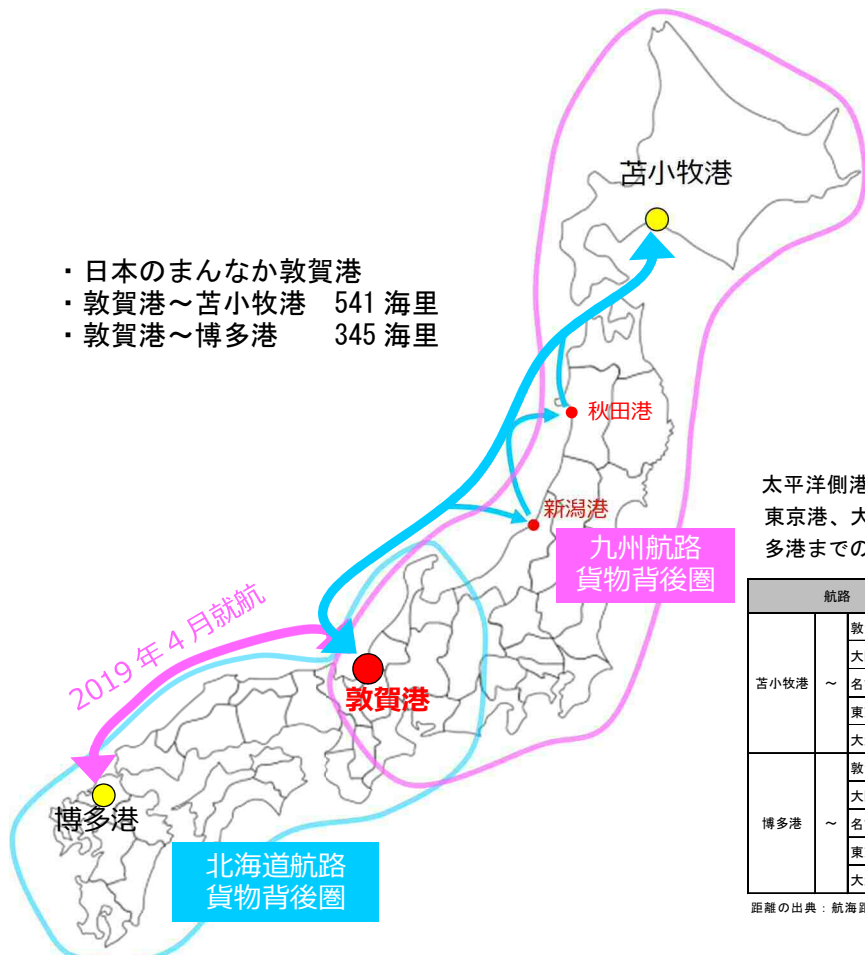 苫小牧港
・日本のまんなか敦賀港
・敦賀港～苫小牧港 541 海里
・敦賀港～博多港 345 海里
秋田港
新潟港
九州航路
貨物背後圏
2019 年 4 月就航
敦賀港
博多港
北海道航路
貨物背後圏
太平洋側港
東京港、大
多港までの
航路
苫小牧港 ～
敦
大
名
東
大
博多港 ～
敦
大
名
東
大
距離の出典：航海距